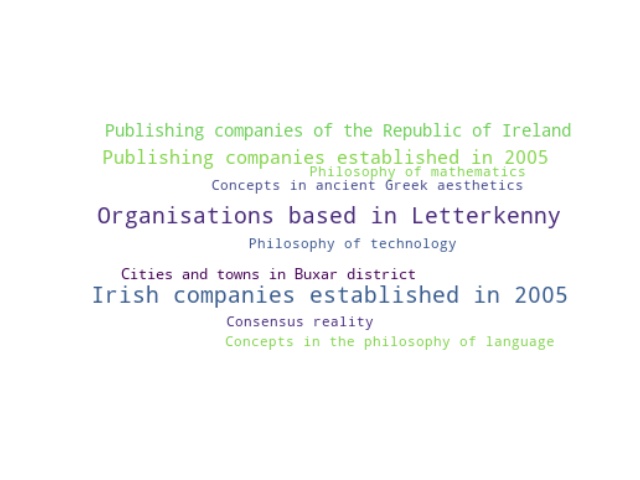 Publishing companies of the Republic of Ireland
Publishing companies established in 2005
Philosophy of mathematics
Concepts in ancient Greek aesthetics
Organisations based in Letterkenny
Philosophy of technology
Cities and towns in Buxar district
Irish companies established in 2005
Consensus reality
Concepts in the philosophy of language